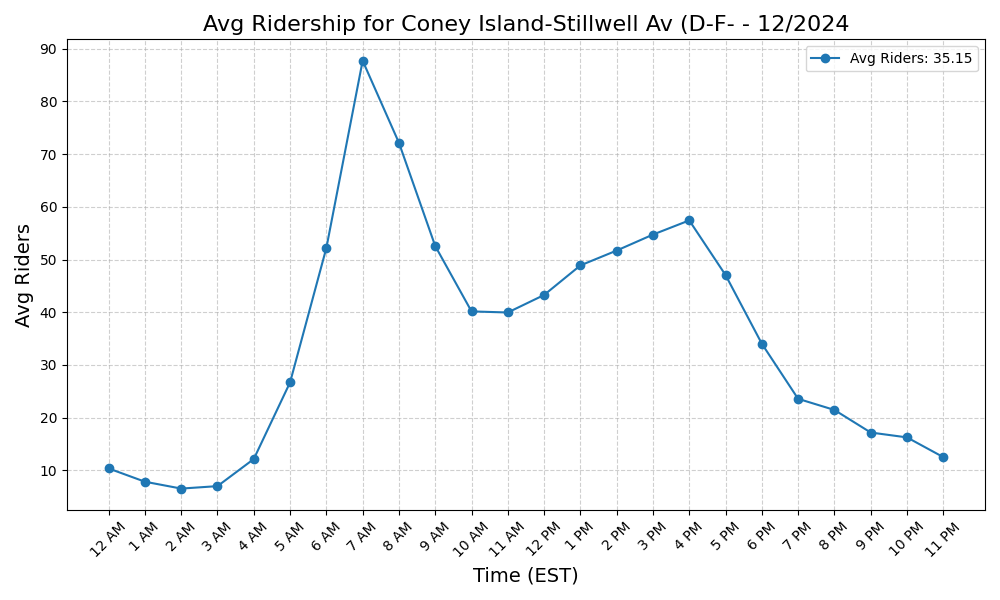 Avg Ridership for Coney Island-Stillwell Av (D-F- - 12/2024
Avg Riders: 35.15
Avg Riders
90
80
70
60
50
40
30
20
10
12 AM
1 AM
2 AM
3 AM
4 AM
5 AM
6 AM
7 AM
8 AM
9 AM
10 AM
11 AM
12 PM
1 PM
2 PM
3 PM
4 PM
5 PM
6 PM
7 PM
8 PM
9 PM
10 PM
11 PM
Time (EST)